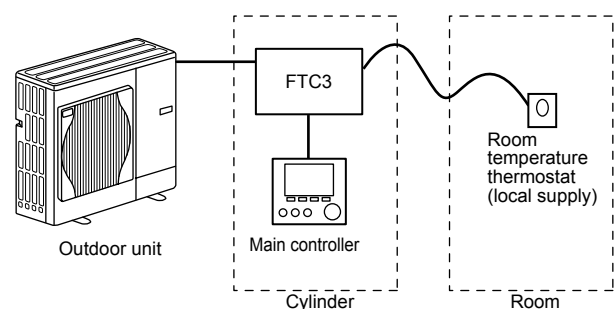 FTC3
Room
temperature
thermostat
(local supply)
Main controller
Outdoor unit
Cylinder
Room